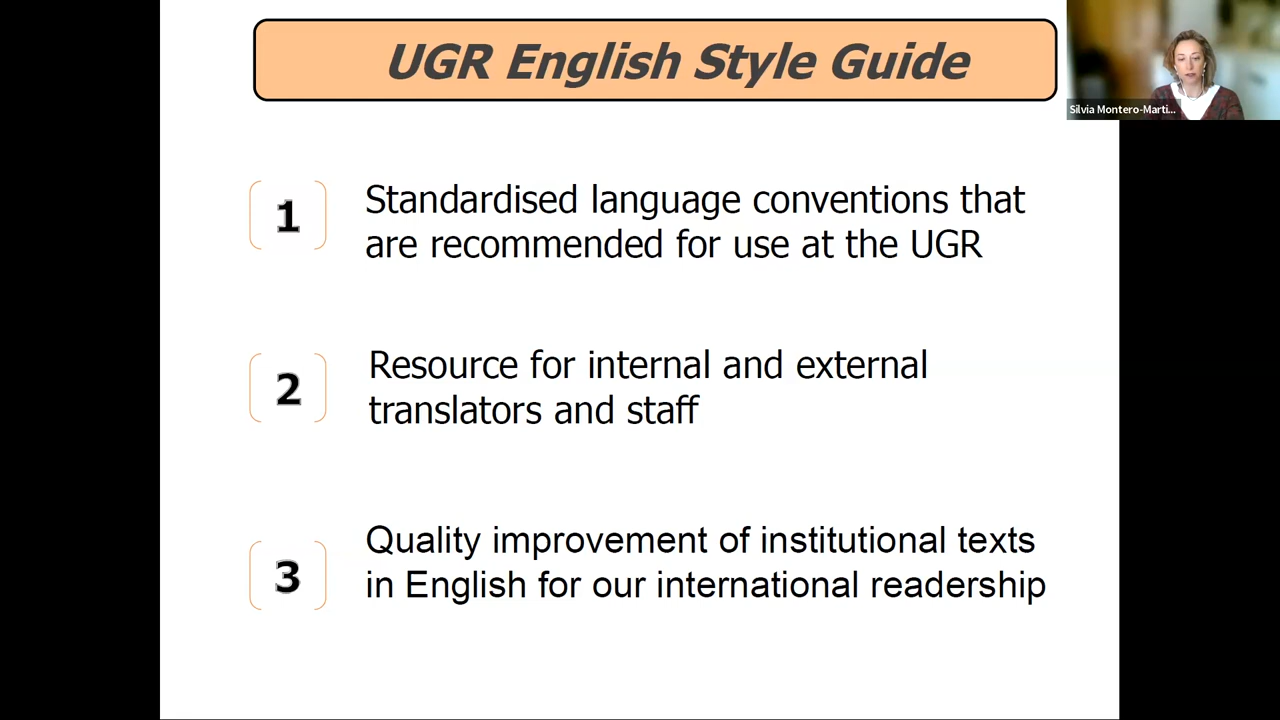 UGR English Style Guide
Silvia Montero-Marti...
1
Standardised language conventions that
are recommended for use at the UGR
2
Resource for internal and external
translators and staff
3
Quality improvement of institutional texts
in English for our international readership